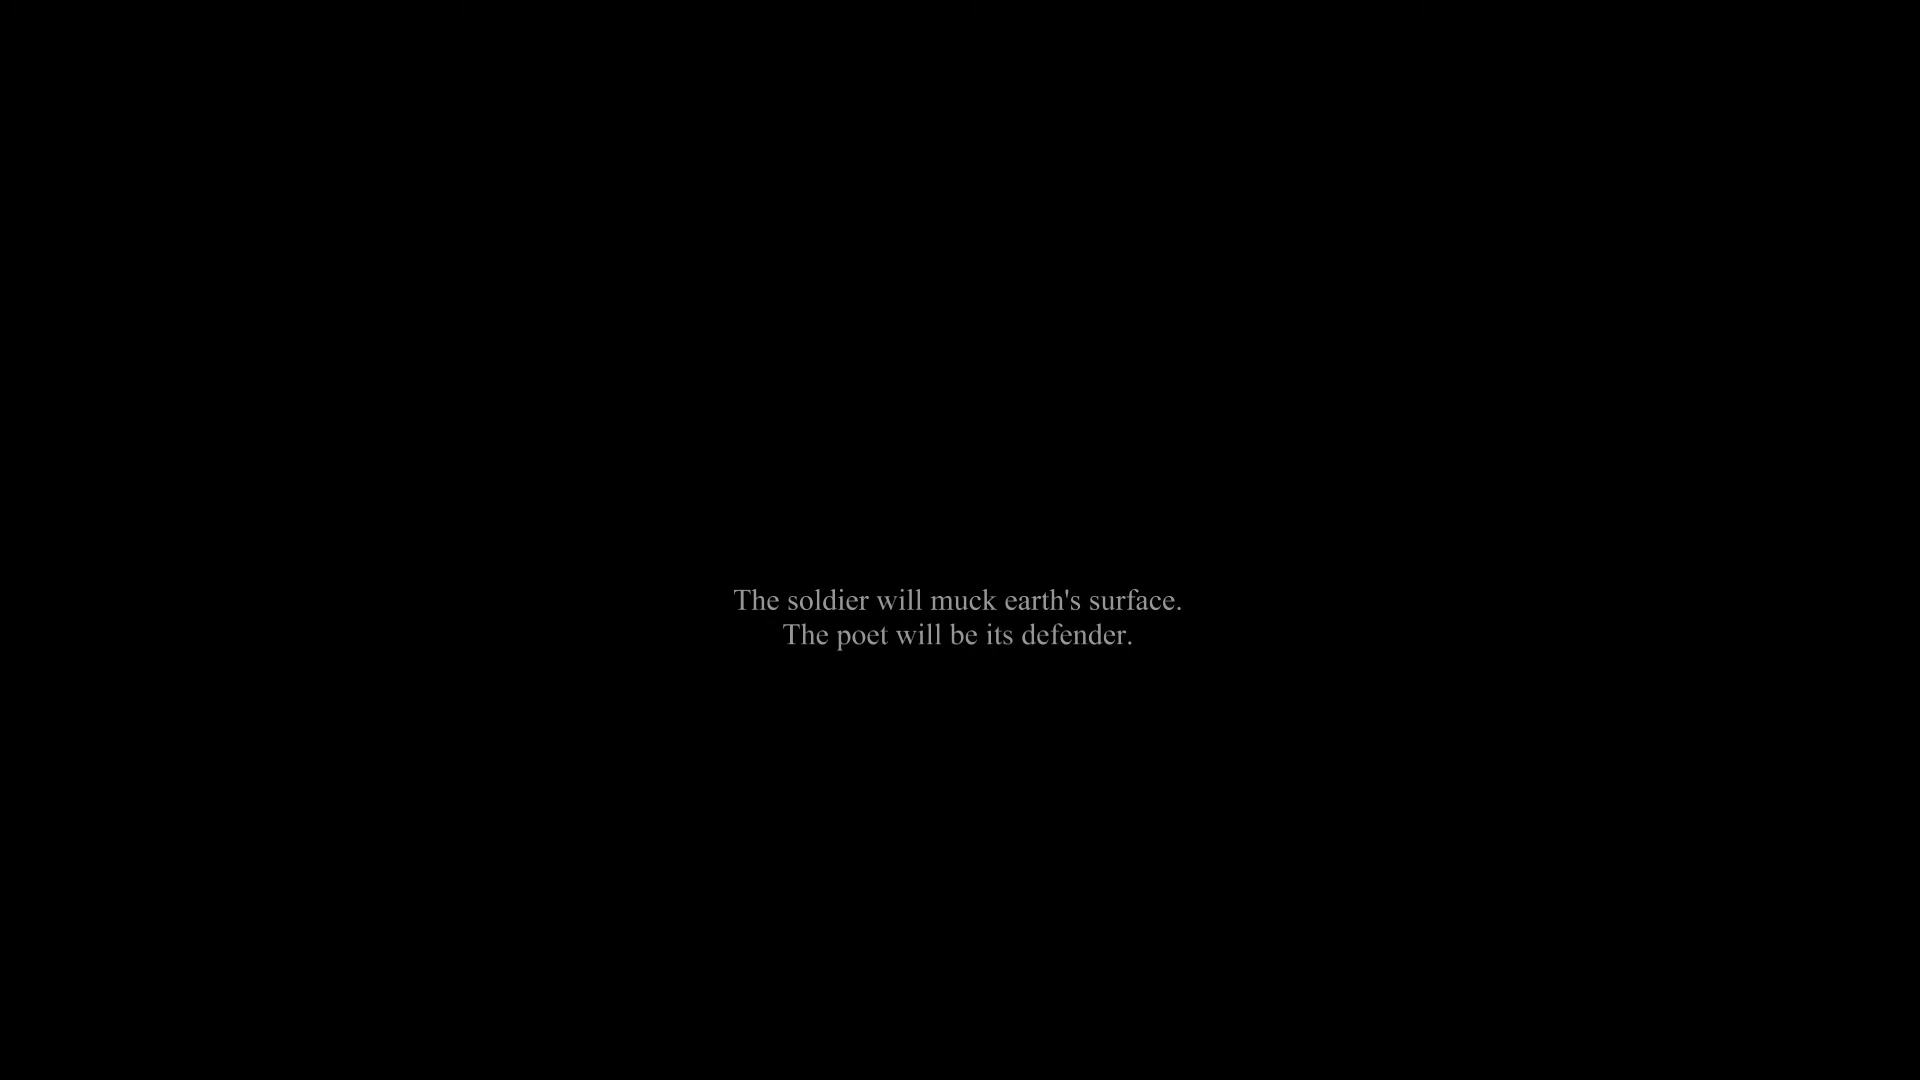 The soldier will muck earth's surface.
The poet will be its defender.